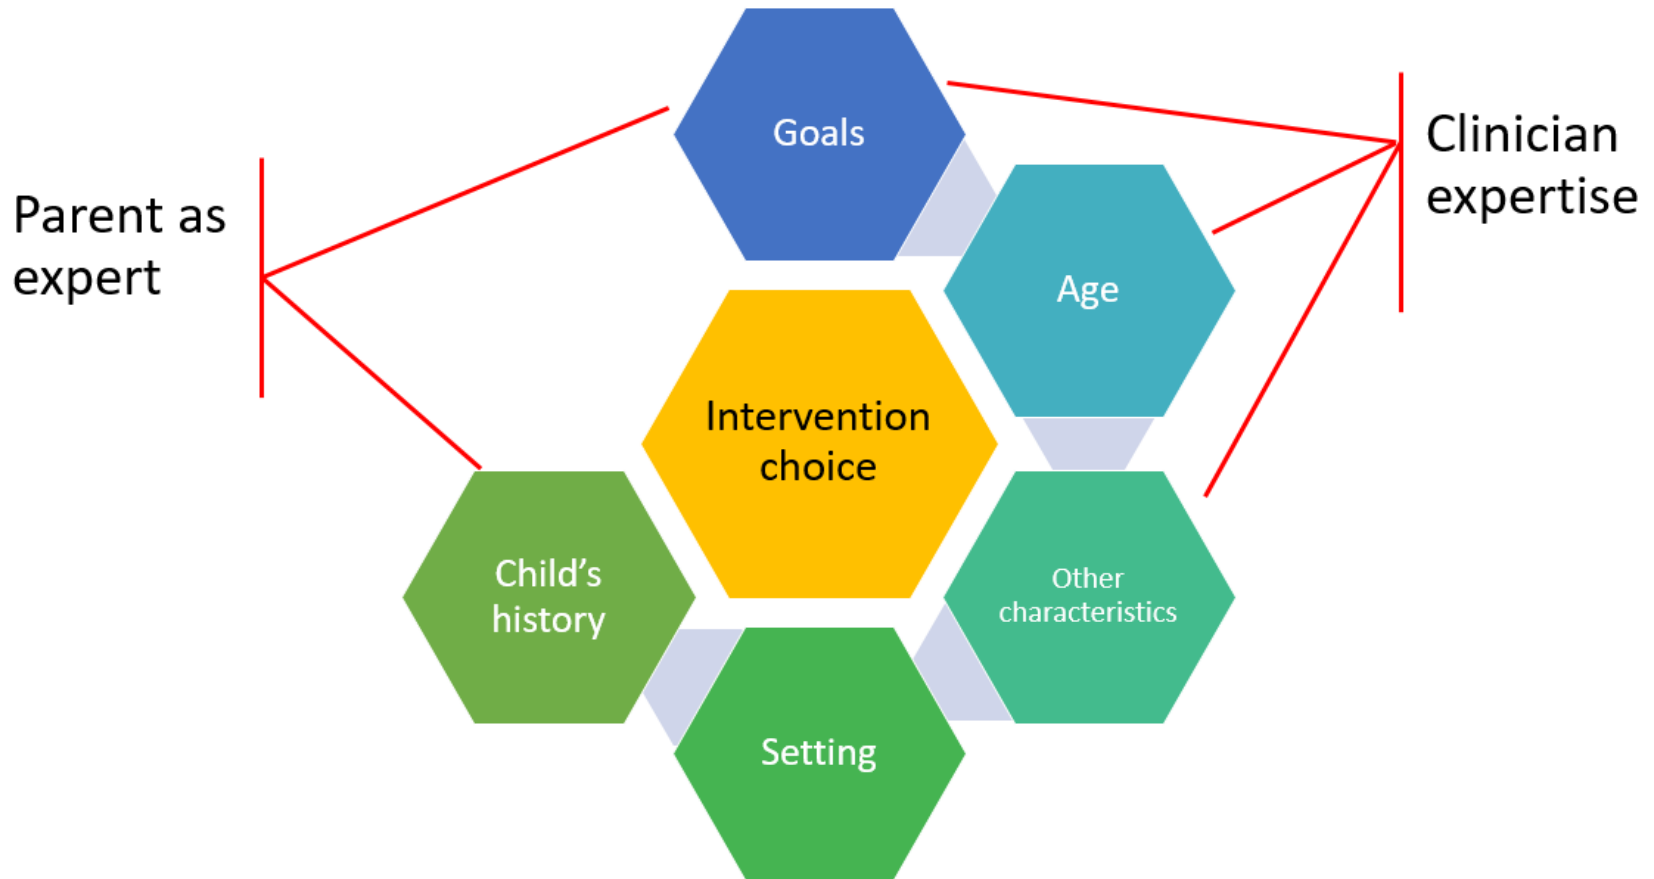 Goals
Clinician
expertise
Parent as
expert
Age
Intervention
choice
Child’s
history
Other
characteristics
Setting